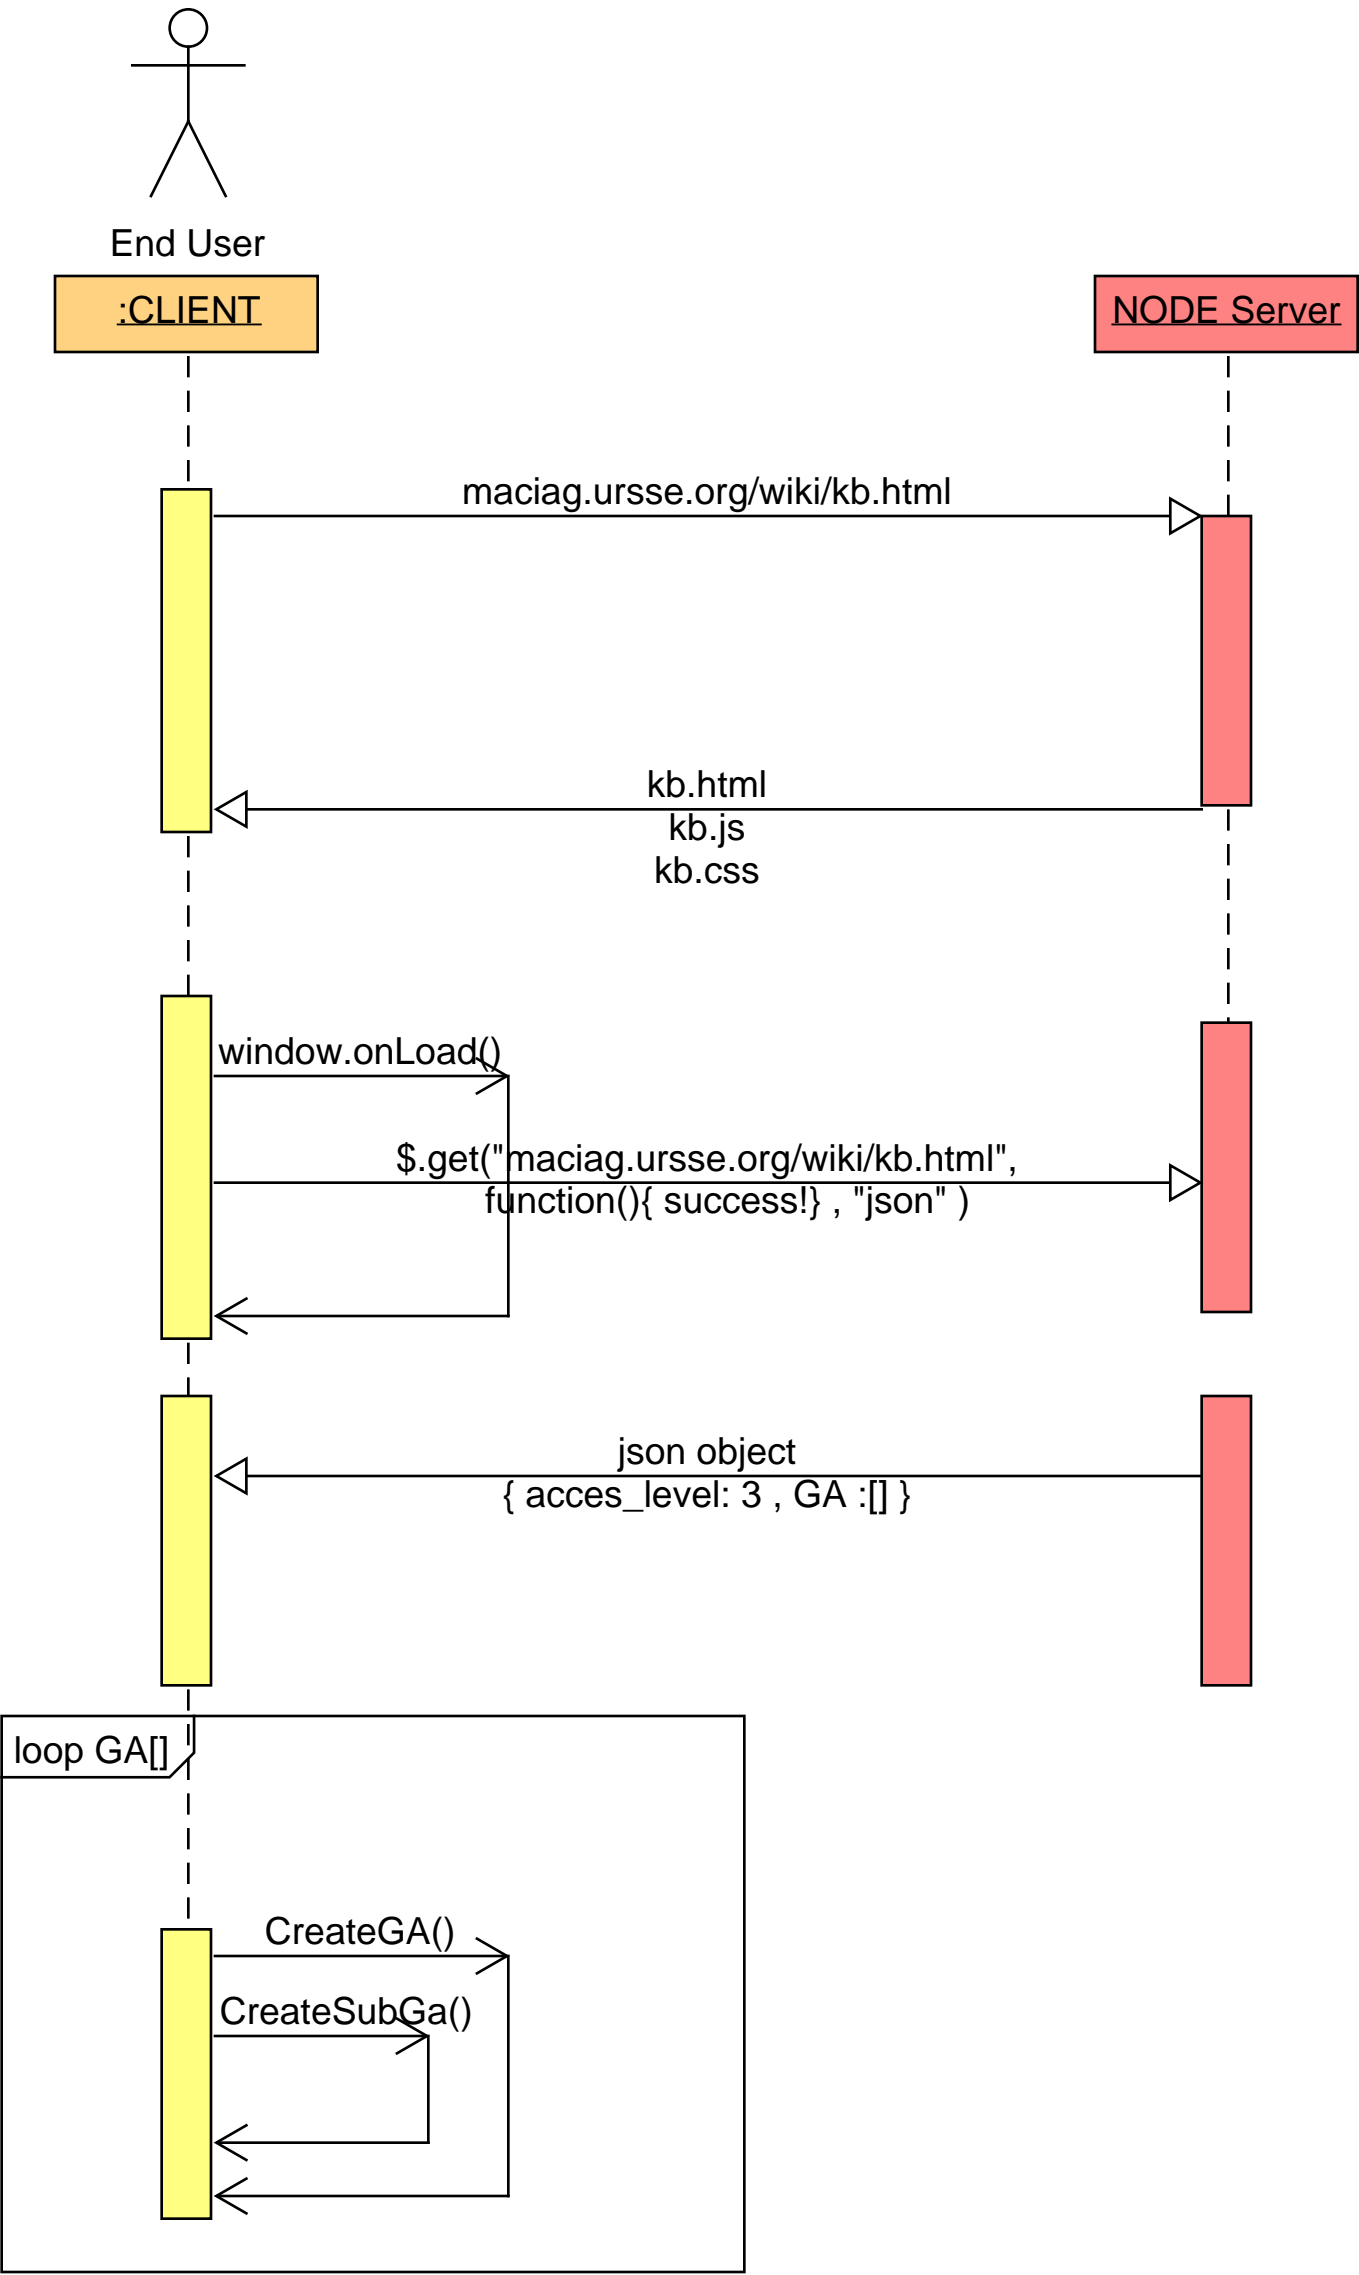 End User
:CLIENT
NODE Server
maciag.ursse.org/wiki/kb.html
kb.html
kb.js
kb.css
window.onLoad()
$.get("maciag.ursse.org/wiki/kb.html",
function(){ success!} , "json" )
json object
{ acces_level: 3 , GA :[] }
loop GA[]
CreateGA()
CreateSubGa()